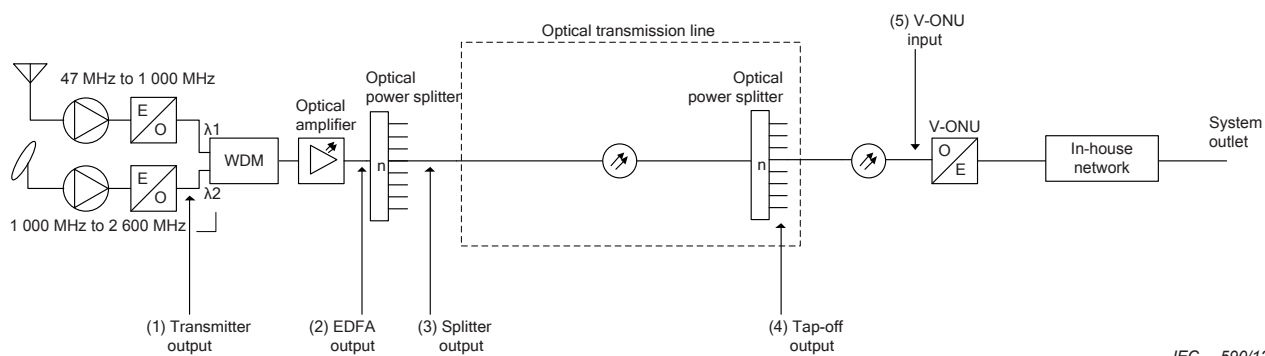 (5) V-ONU
input
Optical transmission line
47 MHz to 1 000 MHz
Optical
power splitter
Optical
power splitter
Optical
amplifier
E
O
λ1
WDM
n
n
V-ONU
O
E
In-house
network
System
outlet
E
O
λ2
1 000 MHz to 2 600 MHz
(1) Transmitter
output
(2) EDFA
output
(3) Splitter
output
(4) Tap-off
output